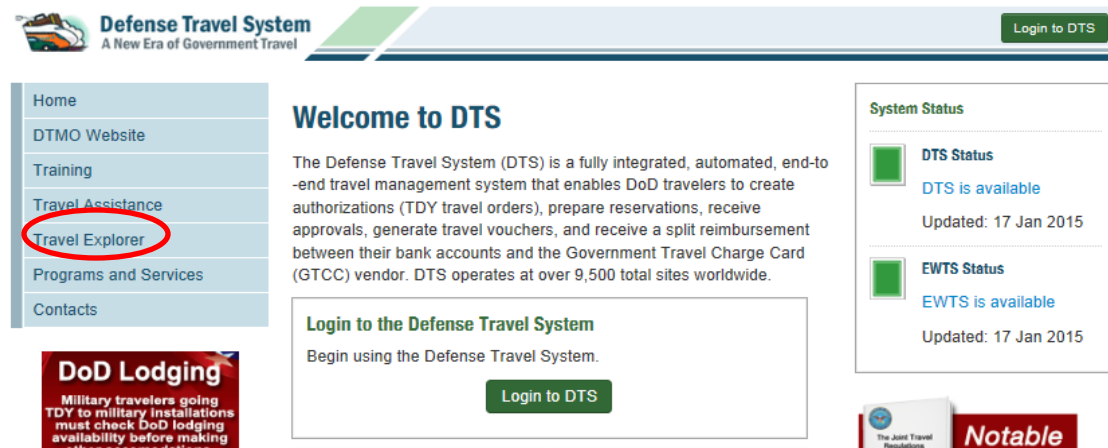 Defense Travel System
A New Era of Government Travel
Login to DTS
Home
DTMO Website
Training
Travel Assistance
Travel Explorer
Programs and Services
Contacts
DoD Lodging
Military travelers going
TDY to military installations
must check DoD lodging
availability before making
Welcome to DTS
The Defense Travel System (DTS) is a fully integrated, automated, end-to
-end travel management system that enables DoD travelers to create
authorizations (TDY travel orders), prepare reservations, receive
approvals, generate travel vouchers, and receive a split reimbursement
between their bank accounts and the Government Travel Charge Card
(GTCC) vendor. DTS operates at over 9,500 total sites worldwide.
Login to the Defense Travel System
Begin using the Defense Travel System.
Login to DTS
System Status
DTS Status
DTS is available
Updated: 17 Jan 2015
EWTS Status
EWTS is available
Updated: 17 Jan 2015
The Joint Travel
Regulations
Notable